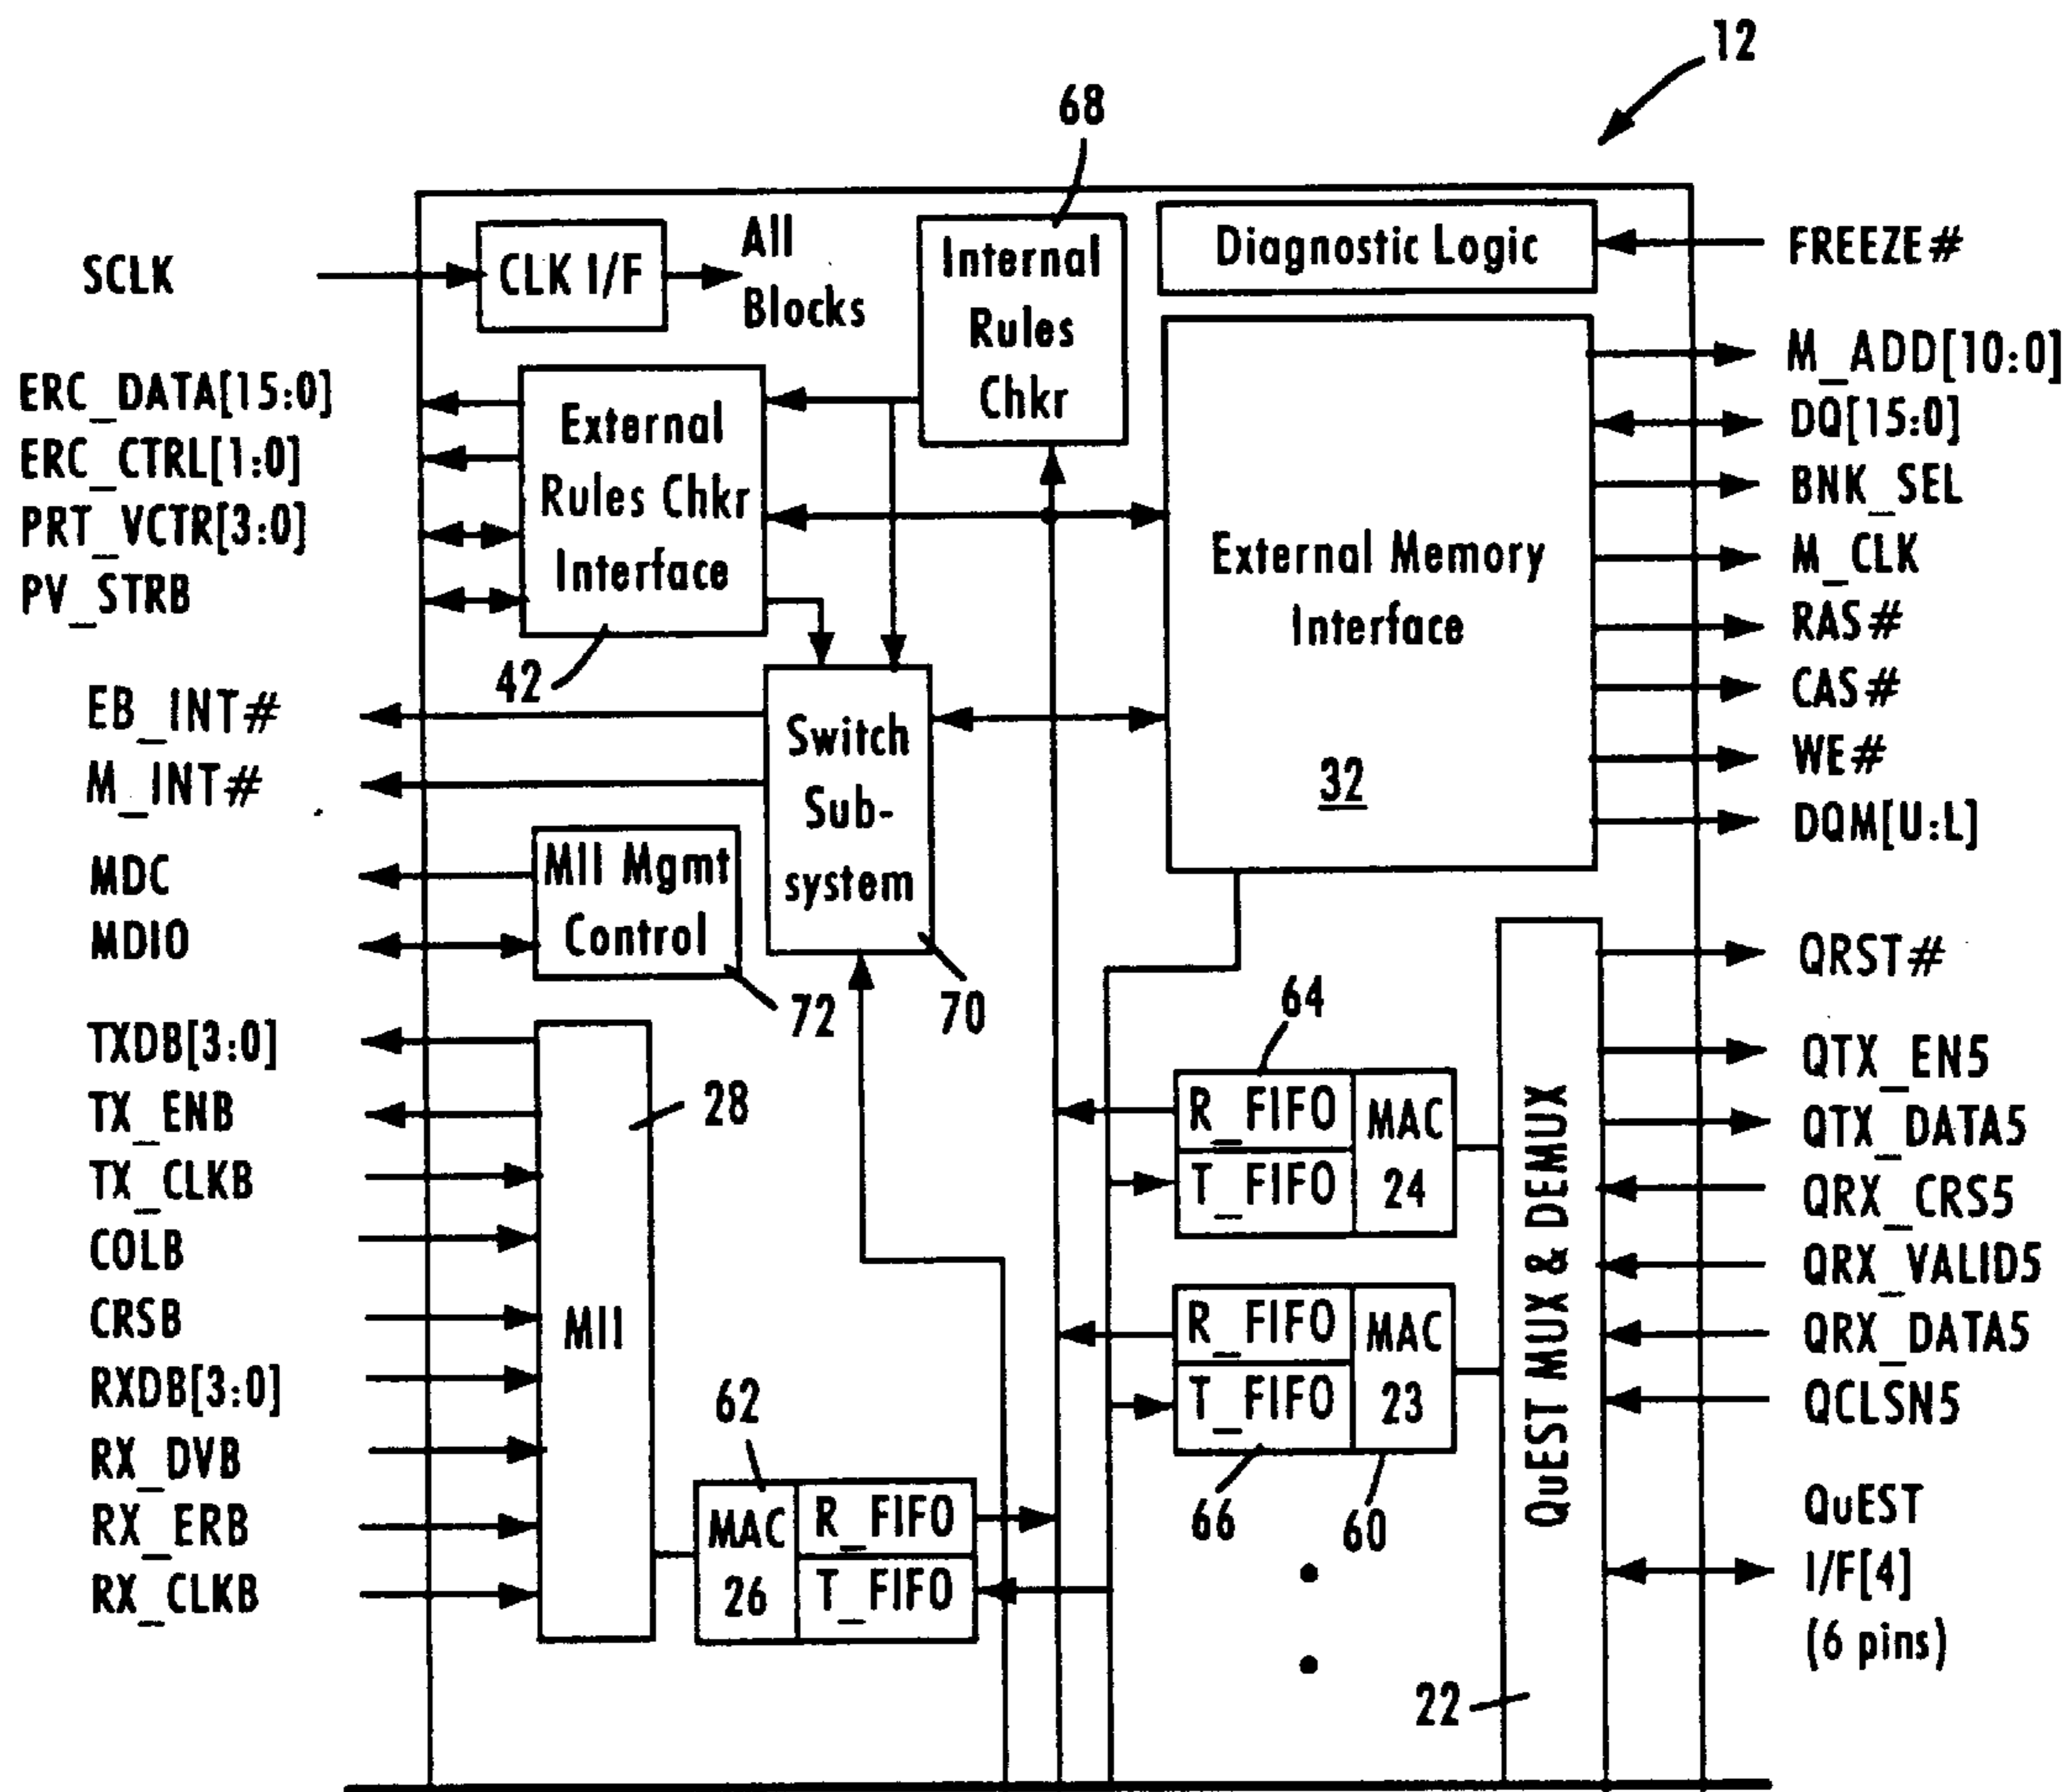 12
68
SCLK
CLK I/F
All
Blocks
Internal
Rules
Chkr
Diagnostic Logic
FREEZE#
ERC_DATA[15:0]
ERC_CTRL[1:0]
PRT_VCTR[3:0]
PV_STRB
External
Rules Chkr
Interface
42
External Memory
Interface
32
M_ADD[10:0]
DQ[15:0]
BNK_SEL
M_CLK
RAS#
CAS#
WE#
DQM[U:L]
EB_INT#
M_INT#
Switch
Sub-
system
70
MDC
MDIO
MII Mgmt
Control
72
TXDB[3:0]
TX_ENB
TX_CLKB
COLB
CRSB
RXDB[3:0]
RX_DVB
RX_ERB
RX_CLKB
MII
28
62
MAC
26
R_FIFO
T_FIFO
64
R_FIFO
T_FIFO
MAC
24
R_FIFO
T_FIFO
MAC
23
66
60
QuEST MUX & DEMUX
22
QRST#
QTX_EN5
QTX_DATA5
QRX_CRS5
QRX_VALID5
QRX_DATA5
QCLSN5
QuEST
I/F[4]
(6 pins)